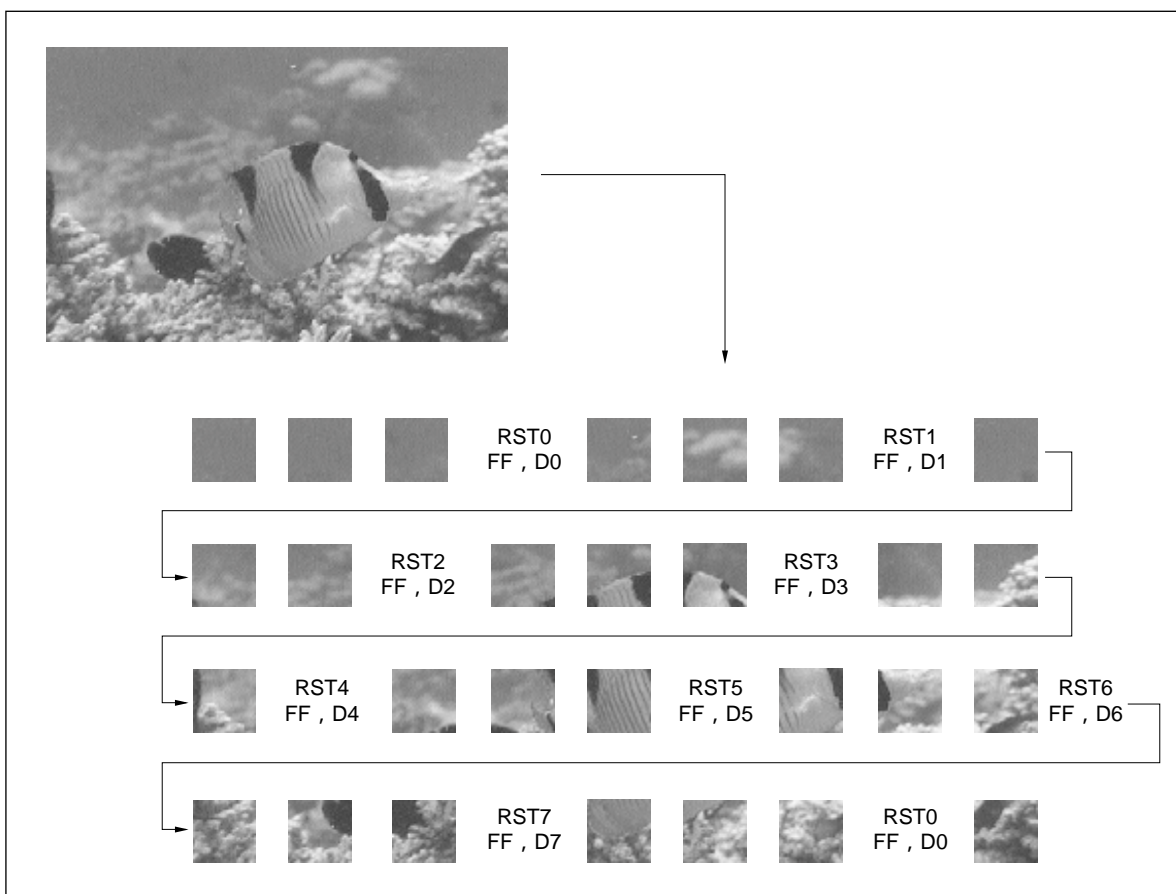 RST0
FF , D0
RST1
FF , D1
RST2
FF , D2
RST3
FF , D3
RST4
FF , D4
RST5
FF , D5
RST6
FF , D6
RST7
FF , D7
RST0
FF , D0